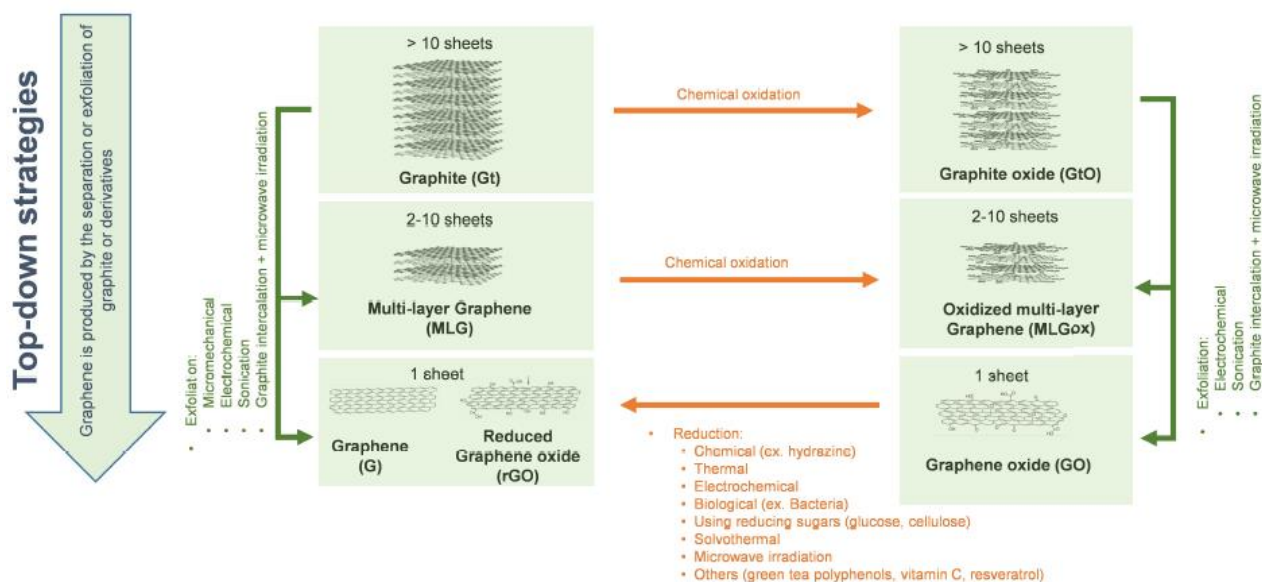 Top-down strategies
Graphene is produced by the separation or exfoliation of
graphite or derivatives
• Exfoliation:
• Micromechanical
• Electrochemical
• Sonication
• Graphite intercalation + microwave irradiation
> 10 sheets
Graphite (Gt)
2-10 sheets
Multi-layer Graphene
(MLG)
1 sheet
Graphene
(G)
Reduced
Graphene oxide
(rGO)
Chemical oxidation
Chemical oxidation
• Reduction:
• Chemical (ex. hydrazine)
• Thermal
• Electrochemical
• Biological (ex. Bacteria)
• Using reducing sugars (glucose, cellulose)
• Solvothermal
• Microwave irradiation
• Others (green tea polyphenols, vitamin C, resveratrol)
> 10 sheets
Graphite oxide (GtO)
2-10 sheets
Oxidized multi-layer
Graphene (MLGox)
1 sheet
Graphene oxide (GO)
• Exfoliation:
• Electrochemical
• Sonication
• Graphite intercalation + microwave irradiation